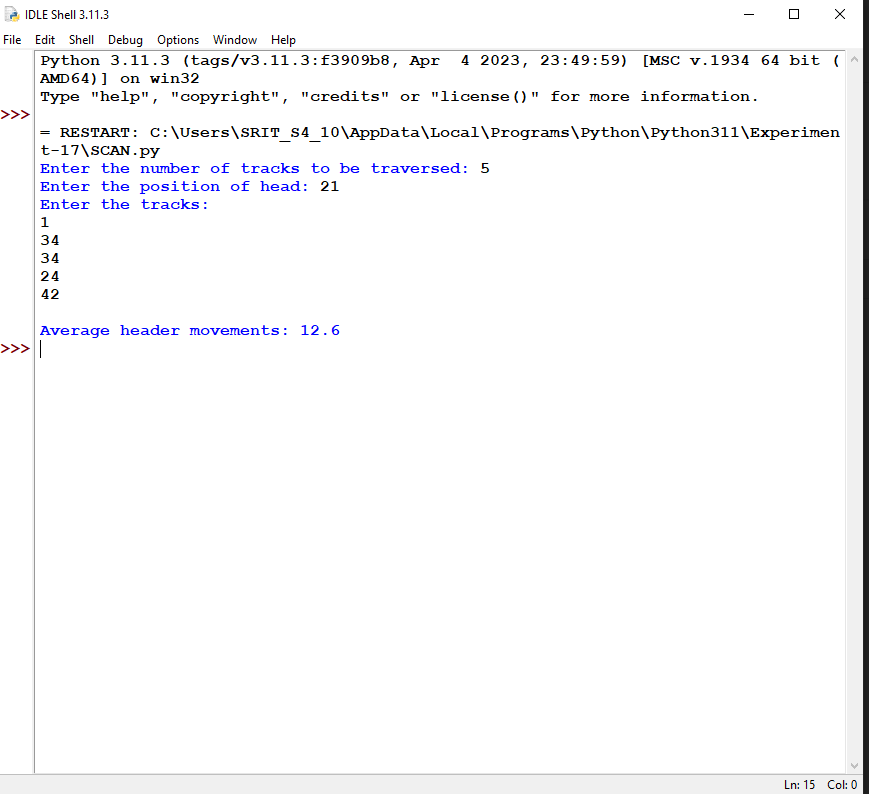 IDLE Shell 3.11.3
File Edit Shell Debug Options Window Help
Python 3.11.3 (tags/v3.11.3:f3909b8, Apr  4 2023, 23:49:59) [MSC v.1934 64 bit (
AMD64)] on win32
Type "help", "copyright", "credits" or "license()" for more information.
>>>
= RESTART: C:\Users\SRIT_S4_10\AppData\Local\Programs\Python\Python311\Experimen
t-17\SCAN.py
Enter the number of tracks to be traversed: 5
Enter the position of head: 21
Enter the tracks:
1
34
34
24
42
Average header movements: 12.6
>>>
Ln: 15 Col: 0